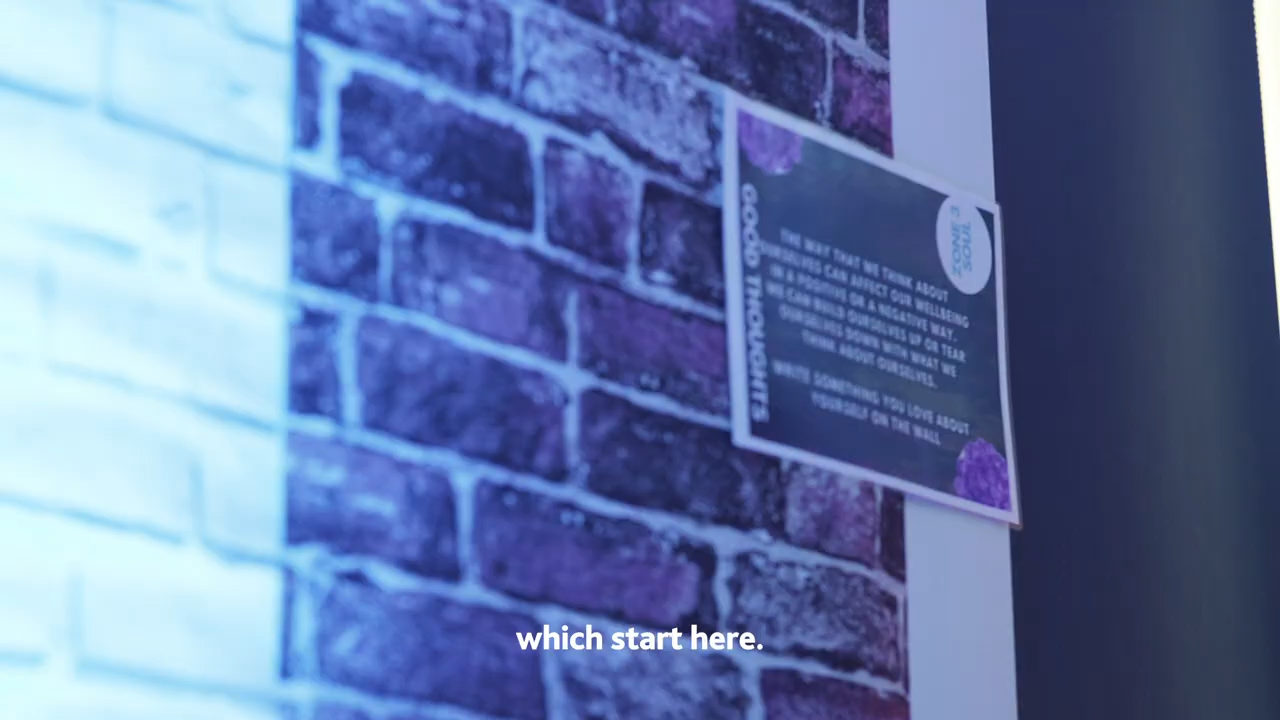 GOOD THOUGHTS
ZONE 3
SOUL
THE WAY THAT WE THINK ABOUT
OURSELVES CAN AFFECT OUR WELLBEING
IN A POSITIVE OR A NEGATIVE WAY.
WE CAN BUILD OURSELVES UP OR TEAR
OURSELVES DOWN WITH WHAT WE
THINK ABOUT OURSELVES.
WRITE SOMETHING YOU LOVE ABOUT
YOURSELF ON THE WALL
which start here.